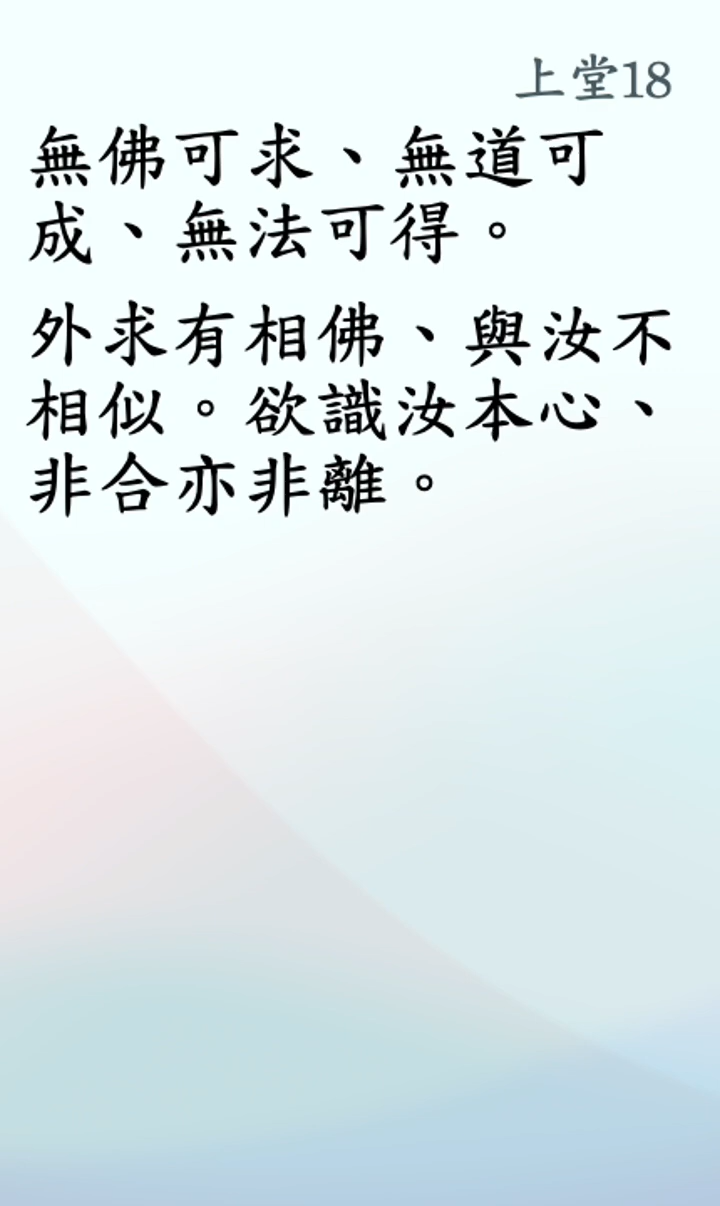 上堂18
無佛可求、無道可
成、無法可得。
外求有相佛、與汝不
相似。欲識汝本心、
非合亦非離。